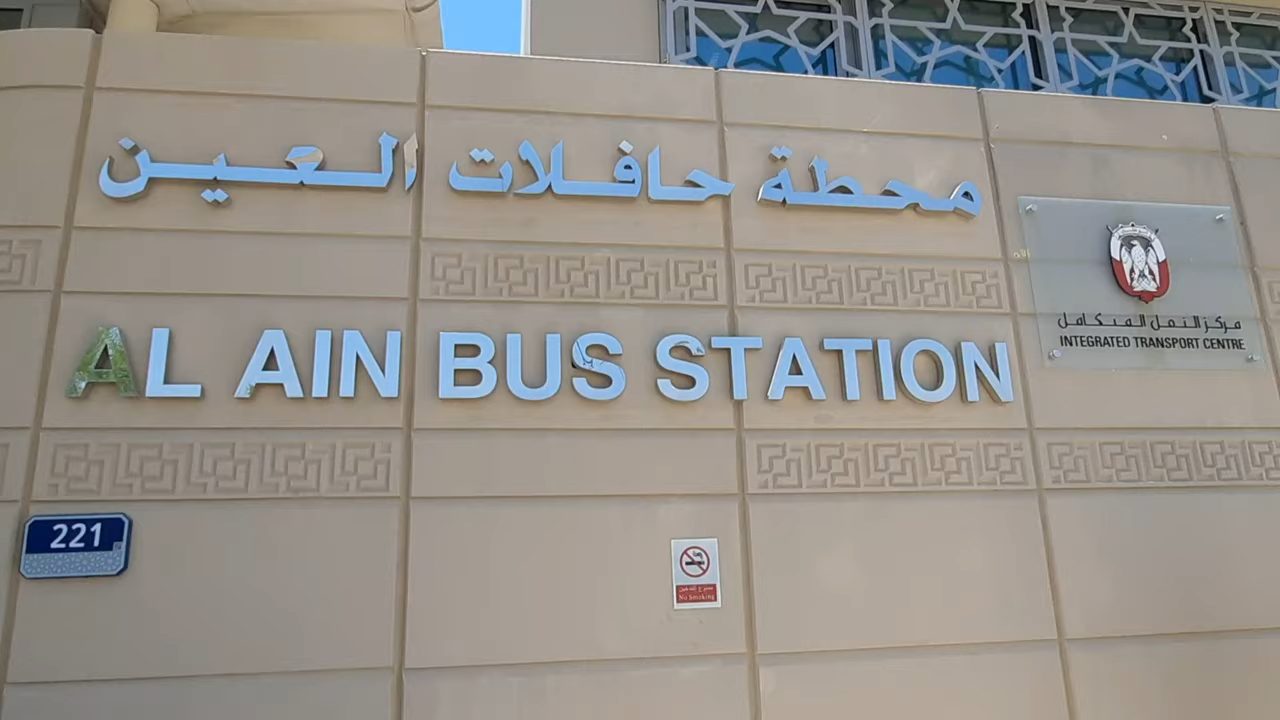 محطة حافلات العين
AL AIN BUS STATION
مركز النقل المتكامل
INTEGRATED TRANSPORT CENTRE
221
No Smoking